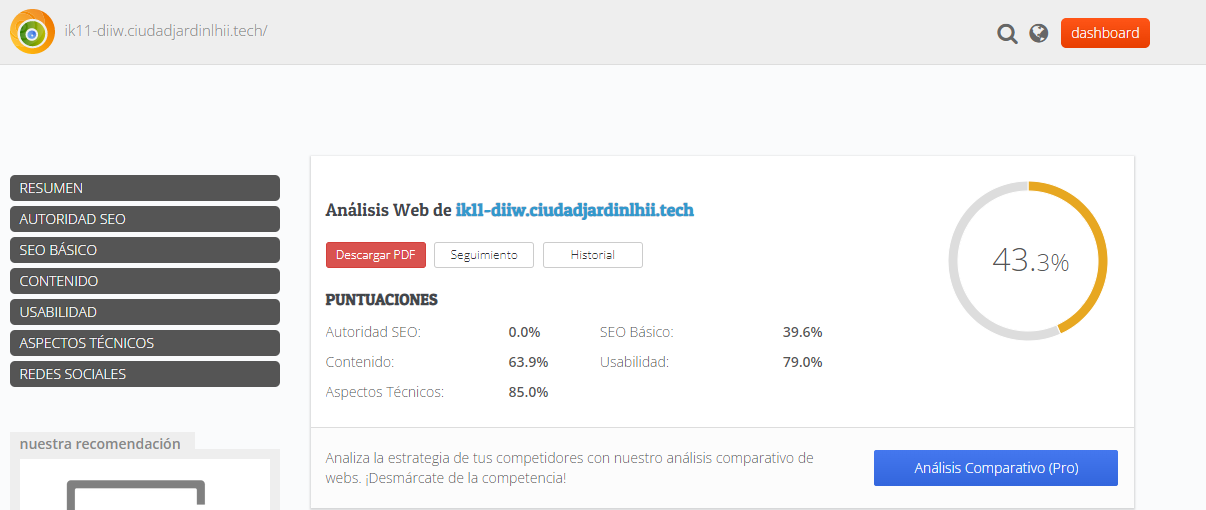 ik11-diiw.ciudadjardinlhii.tech/
dashboard
RESUMEN
AUTORIDAD SEO
SEO BÁSICO
CONTENIDO
USABILIDAD
ASPECTOS TÉCNICOS
REDES SOCIALES
nuestra recomendación
Análisis Web de ik11-diiw.ciudadjardinlhii.tech
Descargar PDF Seguimiento Historial
43.3%
PUNTUACIONES
Autoridad SEO: 0.0% SEO Básico: 39.6%
Contenido: 63.9% Usabilidad: 79.0%
Aspectos Técnicos: 85.0%
Analiza la estrategia de tus competidores con nuestro análisis comparativo de
webs. ¡Desmárcate de la competencia!
Análisis Comparativo (Pro)